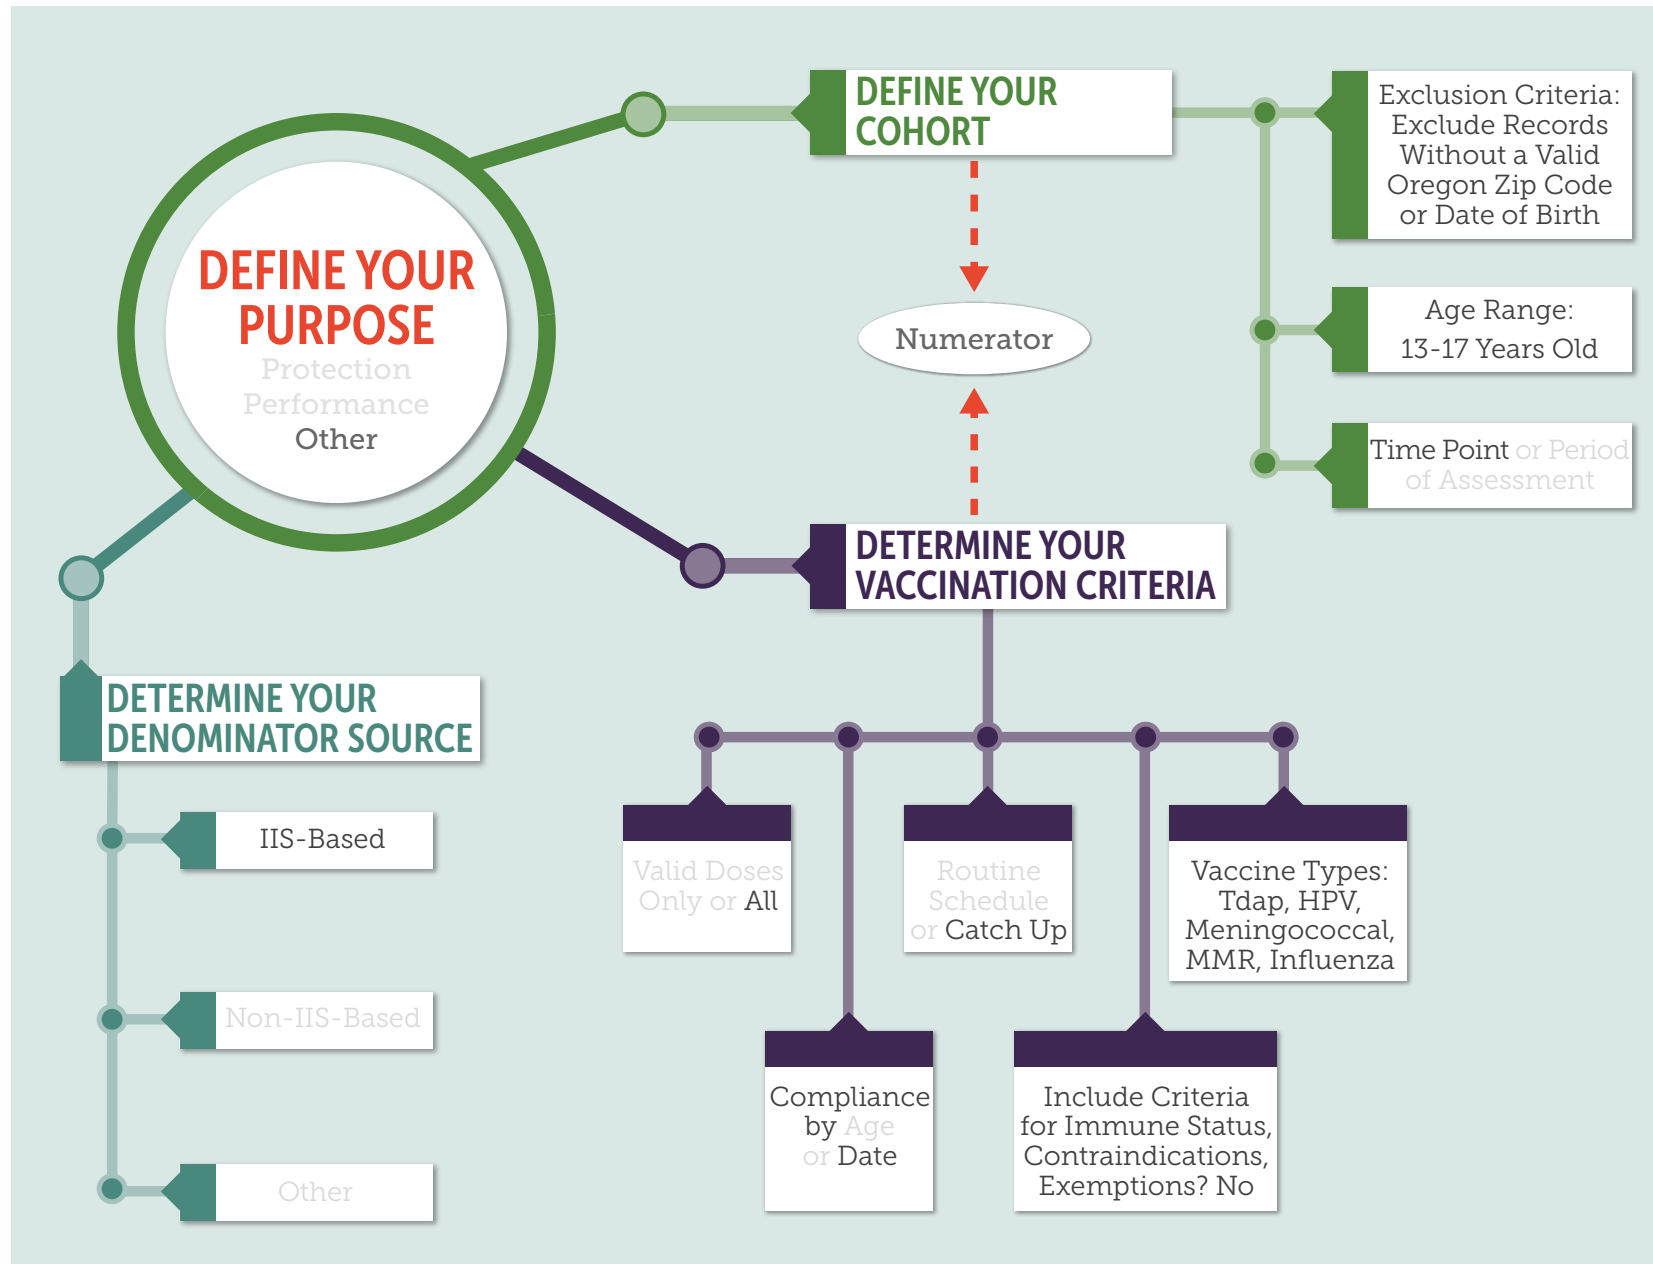 DEFINE YOUR
PURPOSE
Protection
Performance
Other
DEFINE YOUR
COHORT
Exclusion Criteria:
Exclude Records
Without a Valid
Oregon Zip Code
or Date of Birth
Age Range:
13-17 Years Old
Time Point or Period
of Assessment
Numerator
DETERMINE YOUR
VACCINATION CRITERIA
Valid Doses
Only or All
Compliance
by Age
or Date
Routine
Schedule
or Catch Up
Include Criteria
for Immune Status,
Contraindications,
Exemptions? No
Vaccine Types:
Tdap, HPV,
Meningococcal,
MMR, Influenza
DETERMINE YOUR
DENOMINATOR SOURCE
IIS-Based
Non-IIS-Based
Other